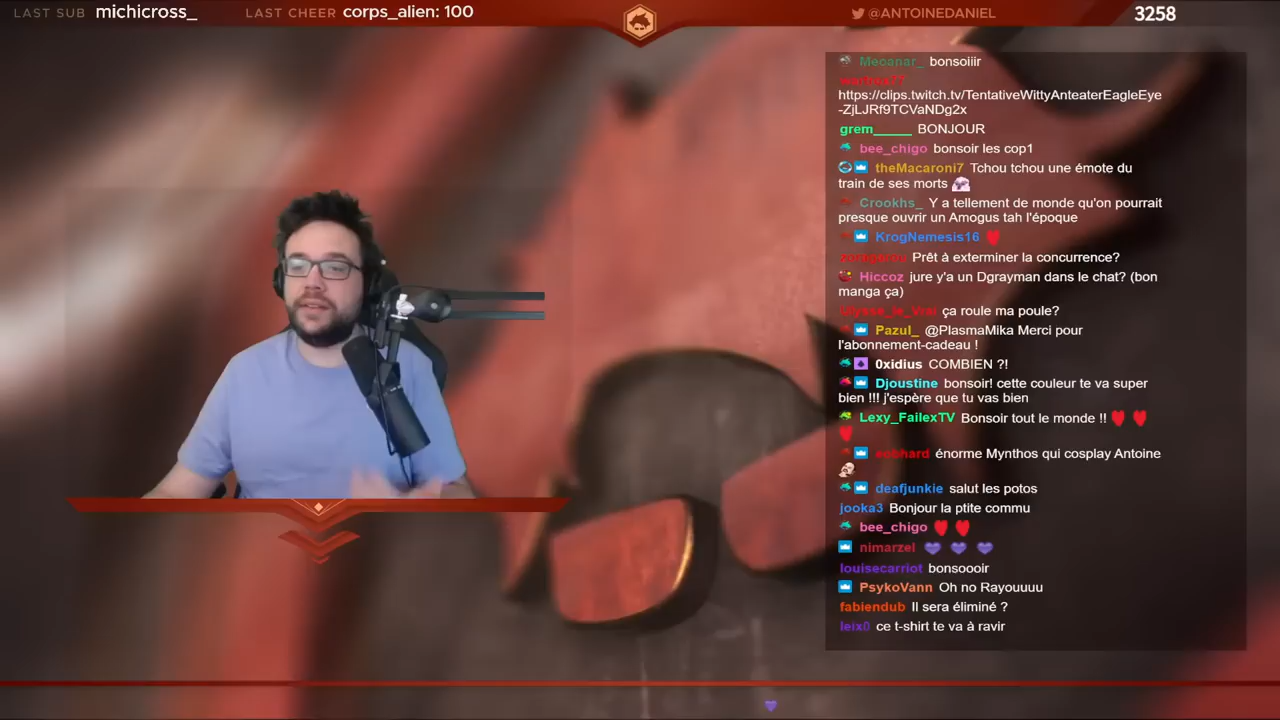 LAST SUB michicross_ LAST CHEER corps_alien: 100 @ANTOINEDANIEL 3258
Meoanar_ bonsoiiir
https://clips.twitch.tv/TentativeWittyAnteaterEagleEye
-ZjLJRf9TCVaNDg2x
grem_____ BONJOUR
bee_chigo bonsoir les cop1
theMacaroni7 Tchou tchou une émote du
train de ses morts
Crookhs_ Y a tellement de monde qu'on pourrait
presque ouvrir un Amogus tah l'époque
KrogNemesis16
Prêt à exterminer la concurrence?
Hiccoz jure y'a un Dgrayman dans le chat? (bon
manga ça)
ça roule ma poule?
Pazul_ @PlasmaMika Merci pour
l'abonnement-cadeau !
0xidius COMBIEN ?!
Djoustine bonsoir! cette couleur te va super
bien !!! j'espère que tu vas bien
Lexy_FailexTV Bonsoir tout le monde !!
énorme Mynthos qui cosplay Antoine
deafjunkie salut les potos
jooka3 Bonjour la ptite commu
bee_chigo
nimarzel
louisecarriot bonsoooir
PsykoVann Oh no Rayouuuu
fabiendub Il sera éliminé ?
leix0 ce t-shirt te va à ravir